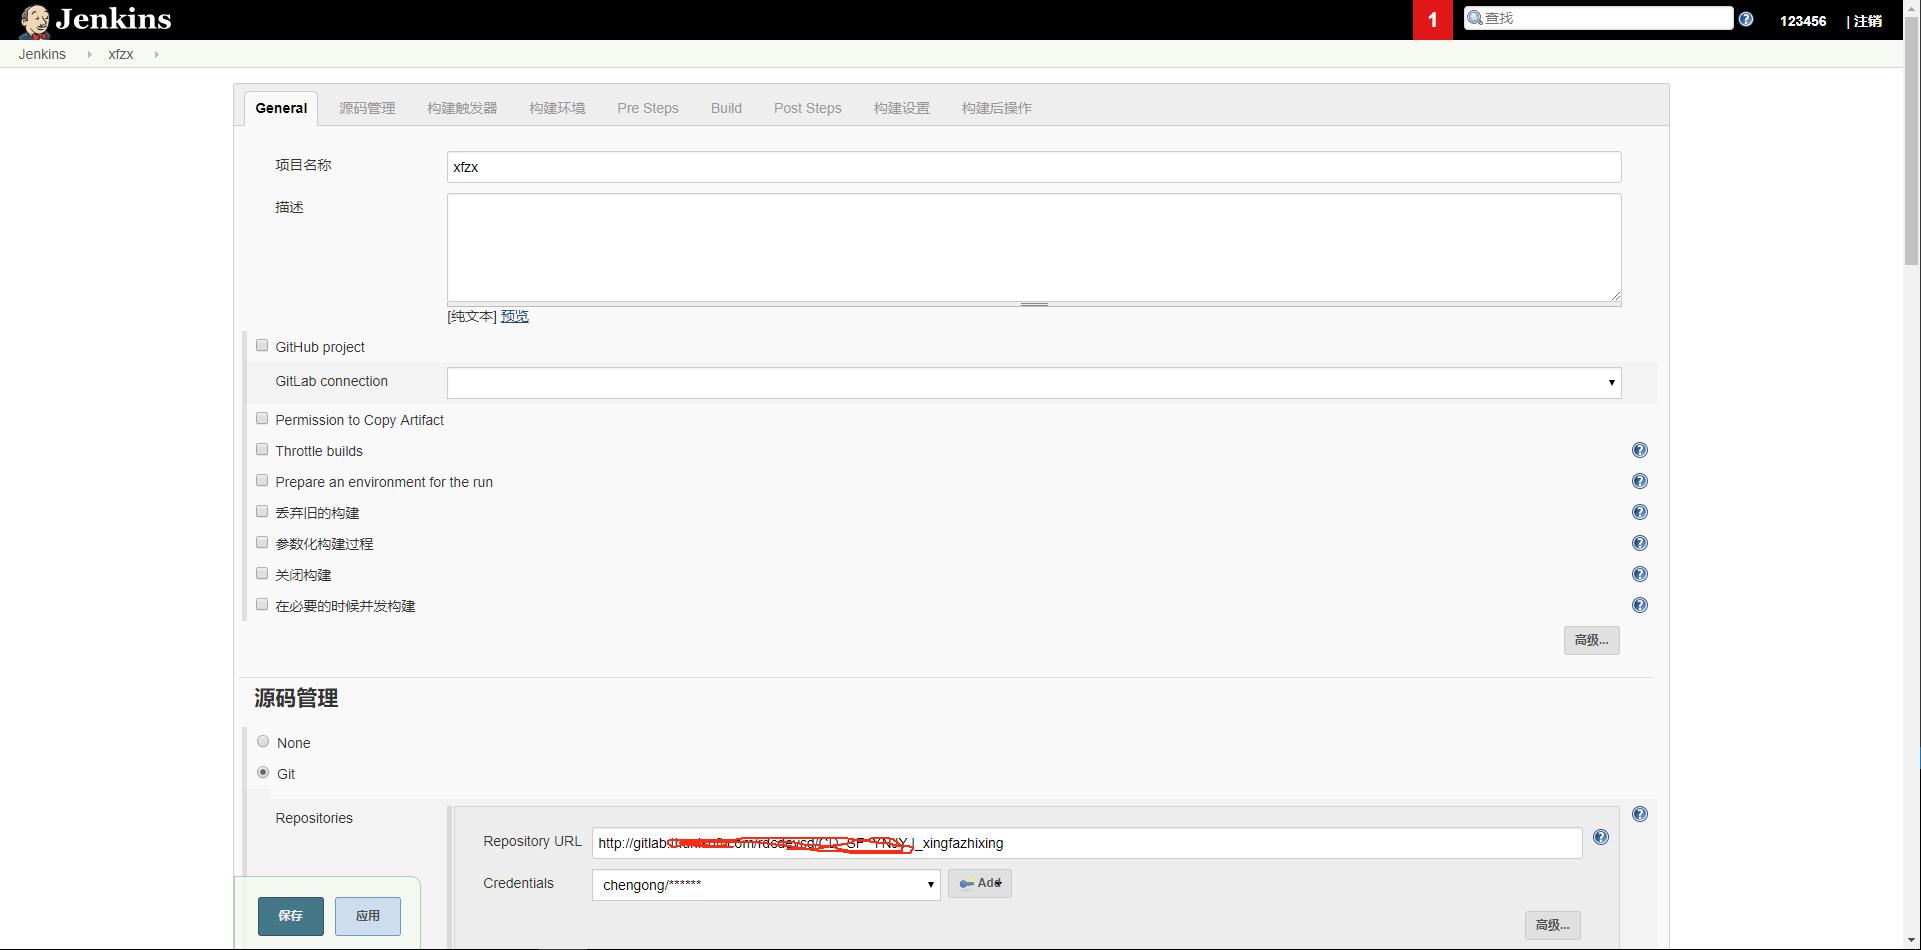 Jenkins
1
查找
123456
| 注销
Jenkins
xfzx
General
源码管理
构建触发器
构建环境
Pre Steps
Build
Post Steps
构建设置
构建后操作
项目名称
xfzx
描述
[纯文本] 预览
GitHub project
GitLab connection
Permission to Copy Artifact
Throttle builds
Prepare an environment for the run
丢弃旧的构建
参数化构建过程
关闭构建
在必要的时候并发构建
高级...
源码管理
None
Git
Repositories
Repository URL
http://gitlab _xingfazhixing
Credentials
chengong/******
Add
高级...
保存
应用